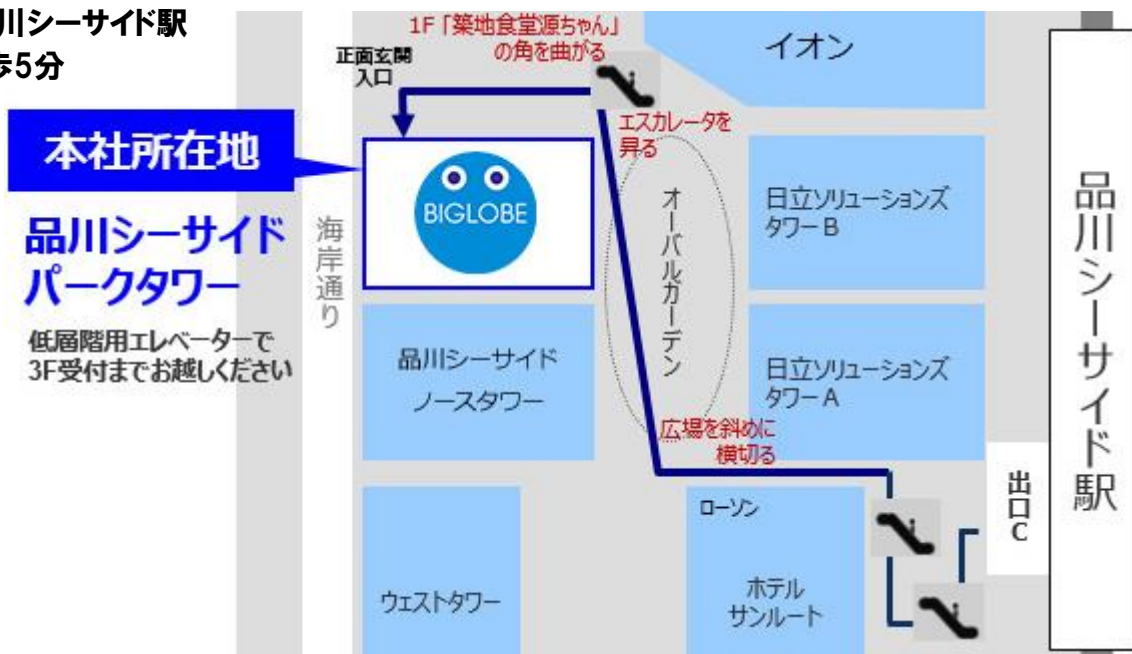 川シーサイド駅
歩5分
本社所在地
品川シーサイド
パークタワー
低層階用エレベーターで
3F受付までお越しください
海岸通り
正面玄関
入口
1F「築地食堂源ちゃん」
の角を曲がる
BIGLOBE
エスカレータを
昇る
イオン
オーバルガーデン
日立ソリューションズ
タワーB
日立ソリューションズ
タワーA
品川シーサイド
ノースタワー
広場を斜めに
横切る
ウェストタワー
ローソン
ホテル
サンルート
出口C
品川シーサイド駅